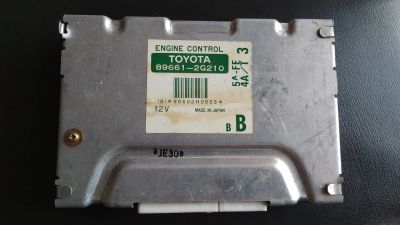 ENGINE CONTROL
TOYOTA
89661-2G210
12V
MADE IN JAPAN
B B
5A-FE 3
4A/T
JE30